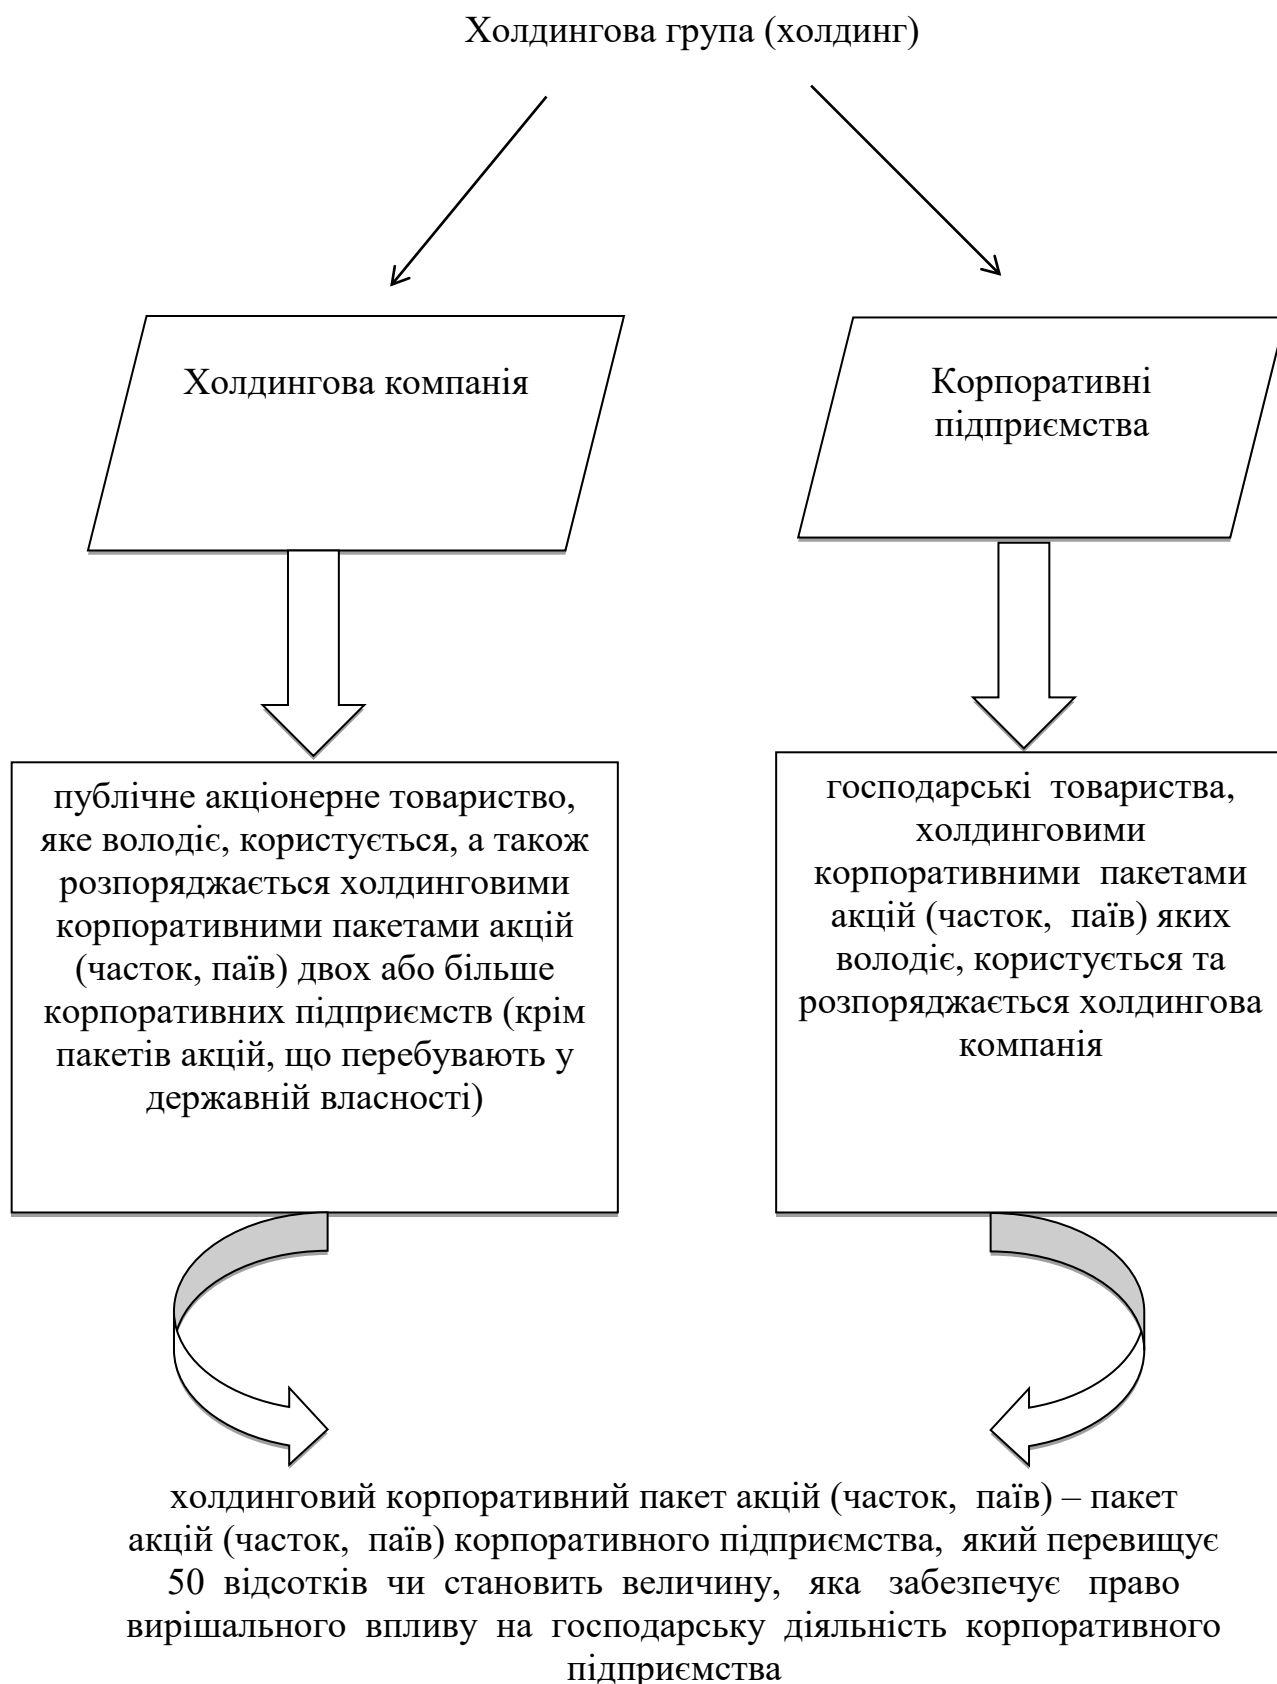 Холдингова група (холдинг)
Холдингова компанія
Корпоративні
підприємства
публічне акціонерне товариство,
яке володіє, користується, а також
розпоряджається холдинговими
корпоративними пакетами акцій
(часток, паїв) двох або більше
корпоративних підприємств (крім
пакетів акцій, що перебувають у
державній власності)
господарські товариства,
холдинговими
корпоративними пакетами
акцій (часток, паїв) яких
володіє, користується та
розпоряджається холдингова
компанія
холдинговий корпоративний пакет акцій (часток, паїв) – пакет
акцій (часток, паїв) корпоративного підприємства, який перевищує
50 відсотків чи становить величину, яка забезпечує право
вирішального впливу на господарську діяльність корпоративного
підприємства